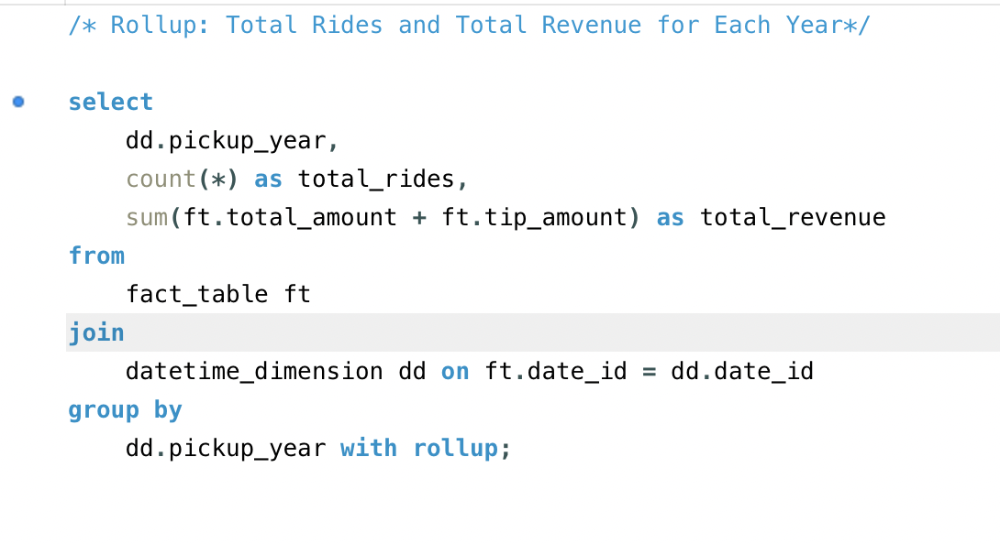 /* Rollup: Total Rides and Total Revenue for Each Year*/
select
    dd.pickup_year,
    count(*) as total_rides,
    sum(ft.total_amount + ft.tip_amount) as total_revenue
from
    fact_table ft
join
    datetime_dimension dd on ft.date_id = dd.date_id
group by
    dd.pickup_year with rollup;